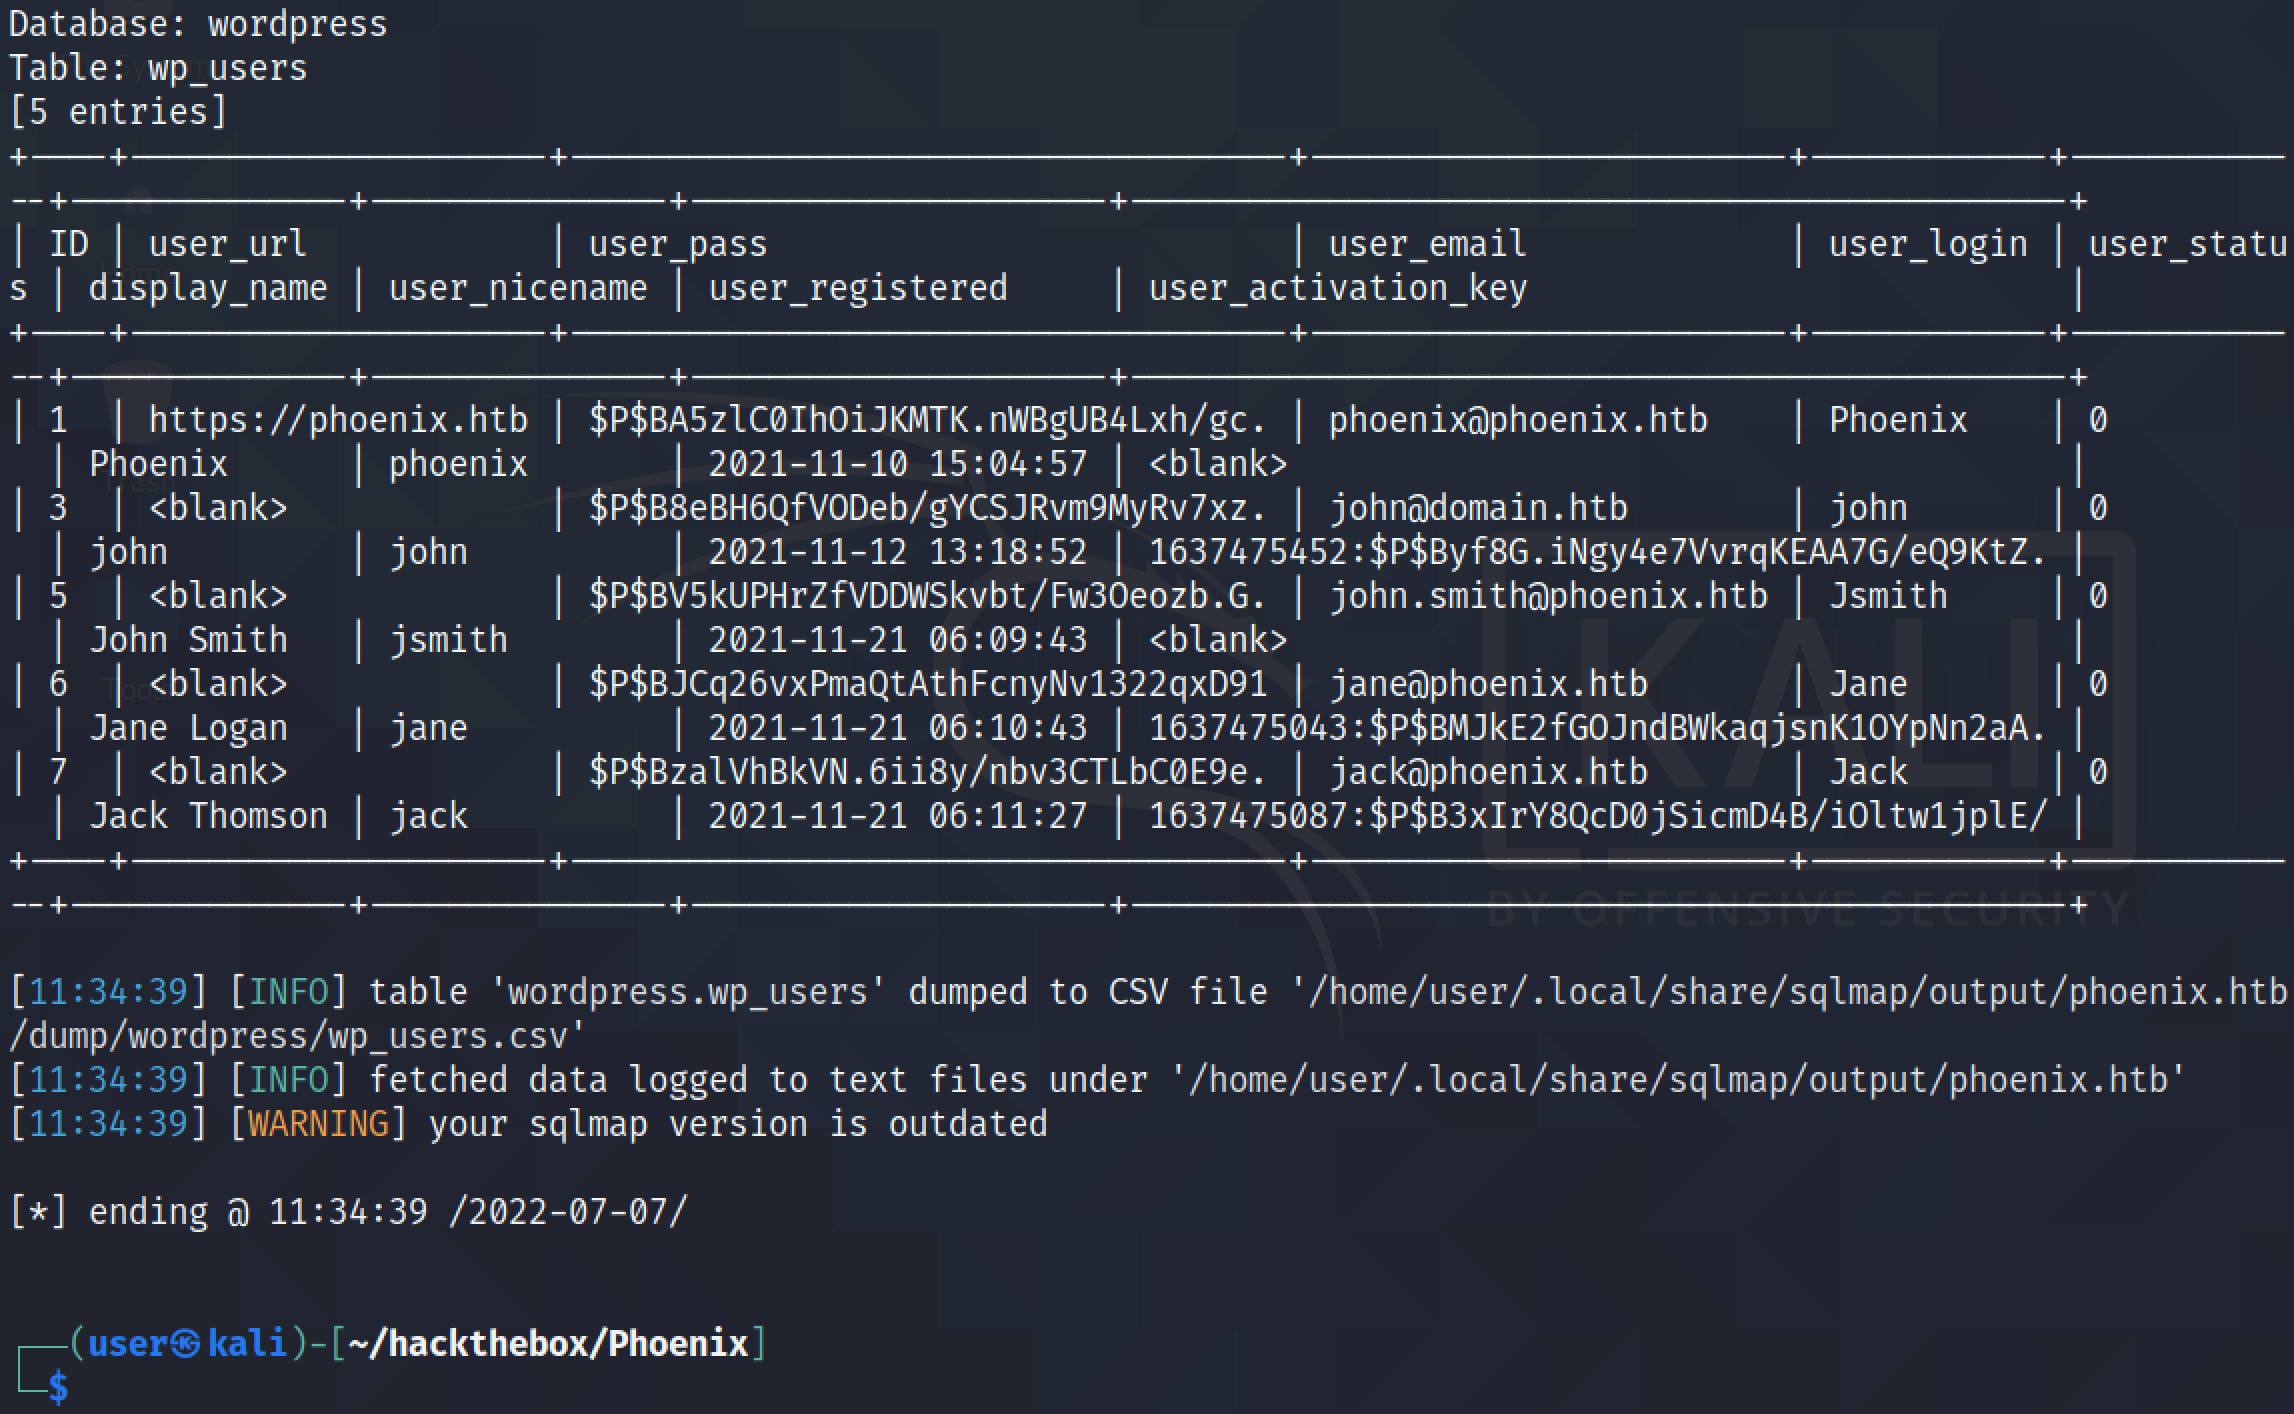 Database: wordpress
Table: wp_users
[5 entries]
+----+---------------------+------------------------------------+------------------------+------------+-----------
--+--------------+---------------+---------------------+-----------------------------------------------+
| ID | user_url            | user_pass                          | user_email             | user_login | user_statu
s | display_name | user_nicename | user_registered     | user_activation_key                           |
+----+---------------------+------------------------------------+------------------------+------------+-----------
--+--------------+---------------+---------------------+-----------------------------------------------+
| 1  | https://phoenix.htb | $P$BA5zlC0IhOiJKMTK.nWBgUB4Lxh/gc. | phoenix@phoenix.htb    | Phoenix    | 0
  | Phoenix      | phoenix       | 2021-11-10 15:04:57 | <blank>                                       |
| 3  | <blank>             | $P$B8eBH6QfVODeb/gYCSJRvm9MyRv7xz. | john@domain.htb        | john       | 0
  | john         | john          | 2021-11-12 13:18:52 | 1637475452:$P$Byf8G.iNgy4e7VvrqKEAA7G/eQ9KtZ. |
| 5  | <blank>             | $P$BV5kUPHrZfVDDWSkvbt/Fw3Oeozb.G. | john.smith@phoenix.htb | Jsmith     | 0
  | John Smith   | jsmith        | 2021-11-21 06:09:43 | <blank>                                       |
| 6  | <blank>             | $P$BJCq26vxPmaQtAthFcnyNv1322qxD91 | jane@phoenix.htb       | Jane       | 0
  | Jane Logan   | jane          | 2021-11-21 06:10:43 | 1637475043:$P$BMJkE2fGOJndBWkaqjsnK1OYpNn2aA. |
| 7  | <blank>             | $P$BzalVhBkVN.6ii8y/nbv3CTLbC0E9e. | jack@phoenix.htb       | Jack       | 0
  | Jack Thomson | jack          | 2021-11-21 06:11:27 | 1637475087:$P$B3xIrY8QcD0jSicmD4B/iOltw1jplE/ |
+----+---------------------+------------------------------------+------------------------+------------+-----------
--+--------------+---------------+---------------------+-----------------------------------------------+
KALI
BY OFFENSIVE SECURITY
[11:34:39] [INFO] table 'wordpress.wp_users' dumped to CSV file '/home/user/.local/share/sqlmap/output/phoenix.htb
/dump/wordpress/wp_users.csv'
[11:34:39] [INFO] fetched data logged to text files under '/home/user/.local/share/sqlmap/output/phoenix.htb'
[11:34:39] [WARNING] your sqlmap version is outdated
[*] ending @ 11:34:39 /2022-07-07/
┌──(user㉿kali)-[~/hackthebox/Phoenix]
└─$